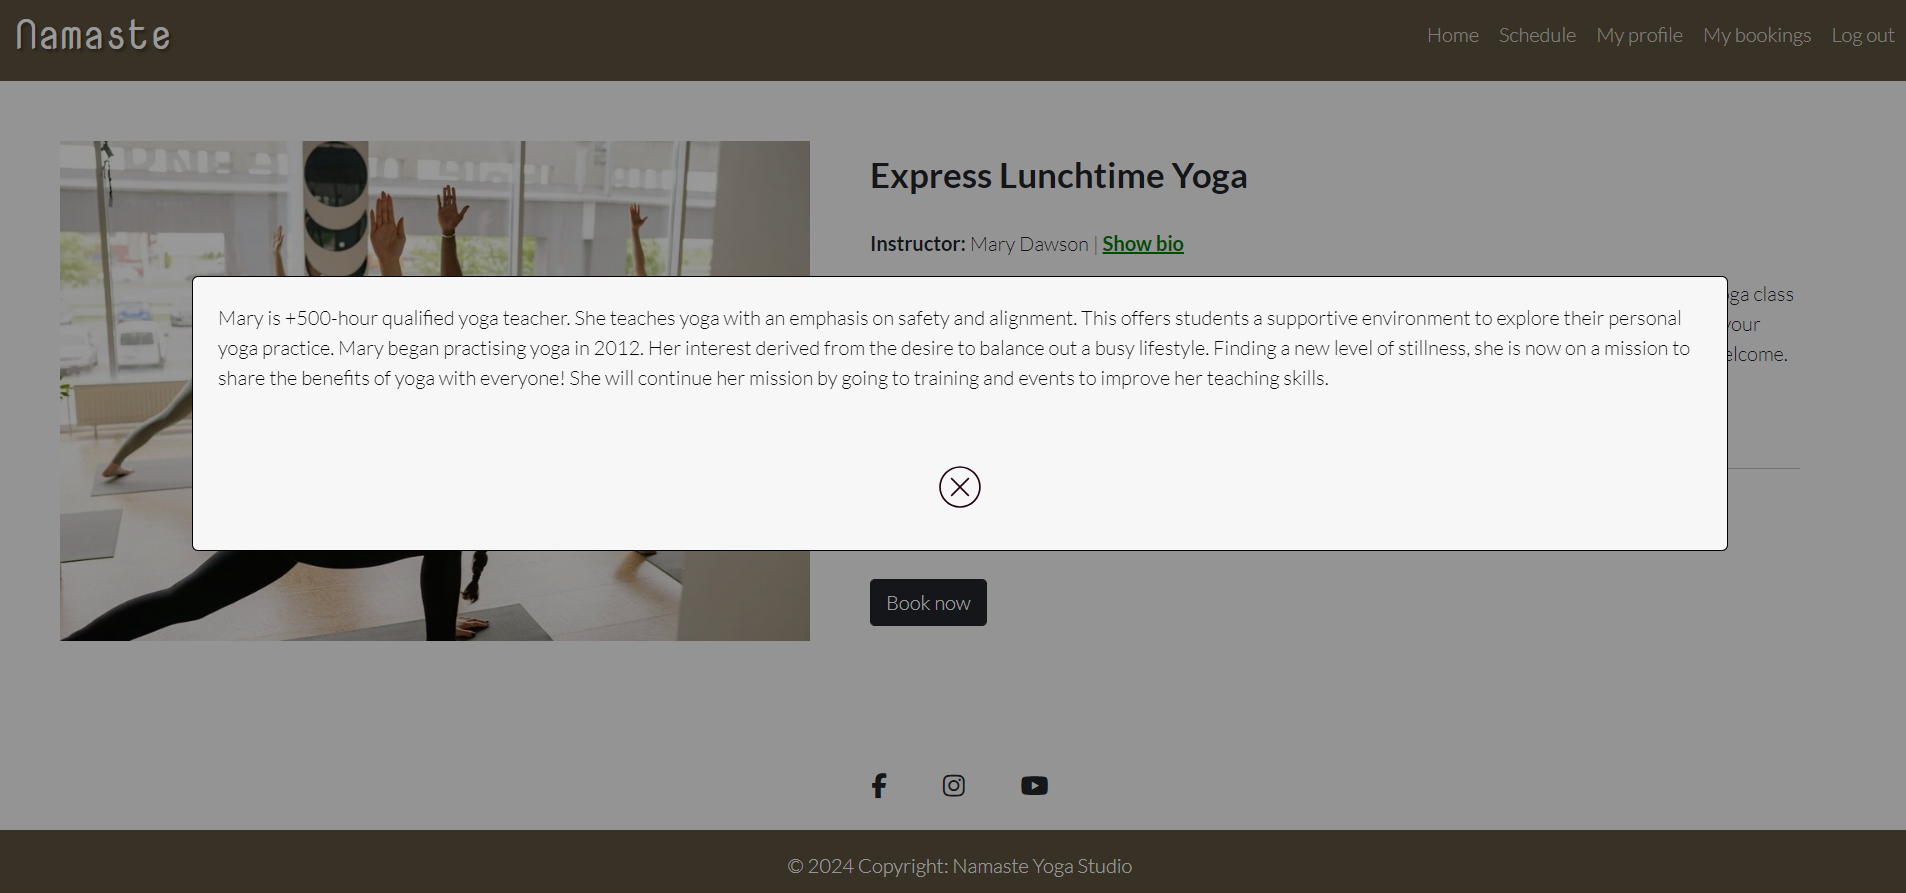 Namaste
Home Schedule My profile My bookings Log out
Express Lunchtime Yoga
Instructor: Mary Dawson | Show bio
ga class
your
elcome.
Mary is +500-hour qualified yoga teacher. She teaches yoga with an emphasis on safety and alignment. This offers students a supportive environment to explore their personal
yoga practice. Mary began practising yoga in 2012. Her interest derived from the desire to balance out a busy lifestyle. Finding a new level of stillness, she is now on a mission to
share the benefits of yoga with everyone! She will continue her mission by going to training and events to improve her teaching skills.
Book now
© 2024 Copyright: Namaste Yoga Studio